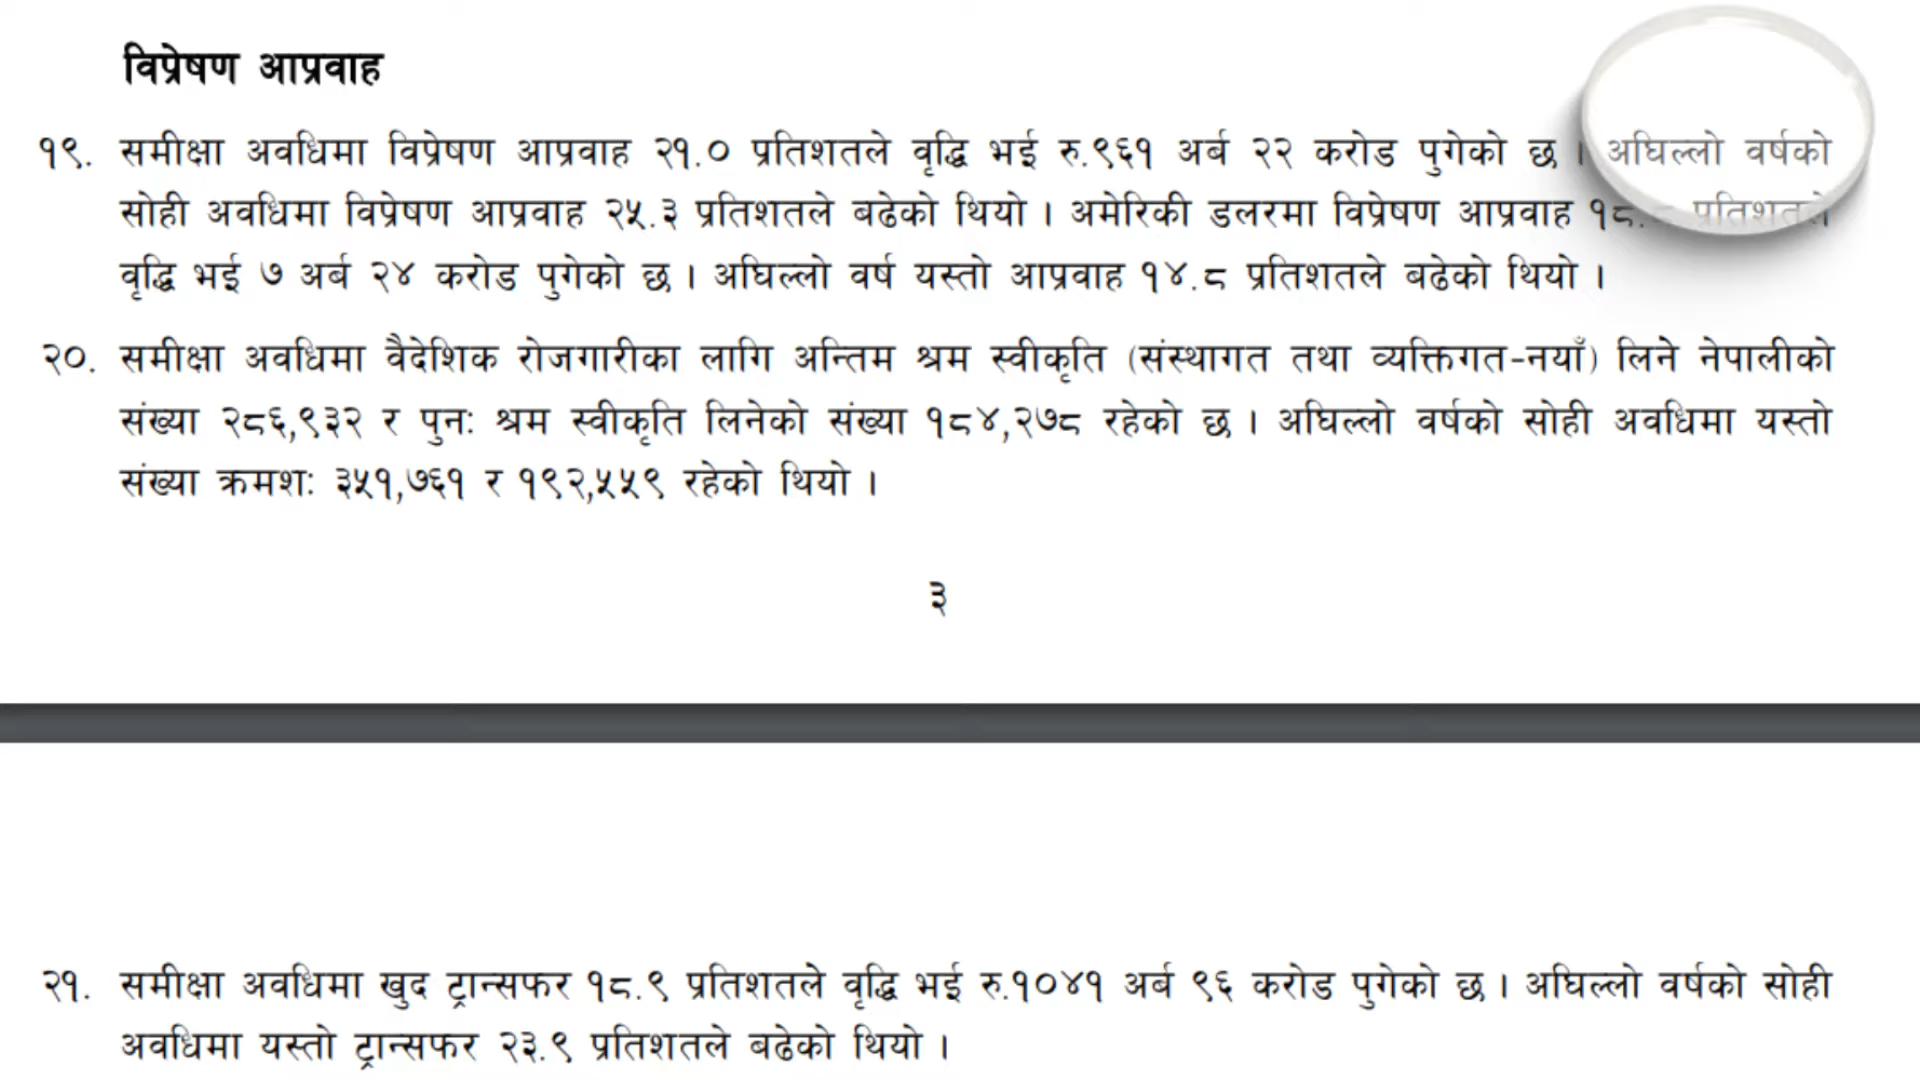 विप्रेषण आप्रवाह
१९. समीक्षा अवधिमा विप्रेषण आप्रवाह २१.० प्रतिशतले वृद्धि भई रु.९६१ अर्ब २२ करोड पुगेको छ । अघिल्लो वर्षको
सोही अवधिमा विप्रेषण आप्रवाह २५.३ प्रतिशतले बढेको थियो । अमेरिकी डलरमा विप्रेषण आप्रवाह प्रतिशतले
वृद्धि भई ७ अर्ब २४ करोड पुगेको छ । अघिल्लो वर्ष यस्तो आप्रवाह १४.८ प्रतिशतले बढेको थियो ।
२०. समीक्षा अवधिमा वैदेशिक रोजगारीका लागि अन्तिम श्रम स्वीकृति (संस्थागत तथा व्यक्तिगत-नयाँ) लिने नेपालीको
संख्या २८६,९३२ र पुनः श्रम स्वीकृति लिनेको संख्या १८४,२७८ रहेको छ । अघिल्लो वर्षको सोही अवधिमा यस्तो
संख्या क्रमशः ३५१,७६१ र १९२,५५९ रहेको थियो ।
३
२१. समीक्षा अवधिमा खुद ट्रान्सफर १८.९ प्रतिशतले वृद्धि भई रु.१०४१ अर्ब ९६ करोड पुगेको छ । अघिल्लो वर्षको सोही
अवधिमा यस्तो ट्रान्सफर २३.९ प्रतिशतले बढेको थियो ।